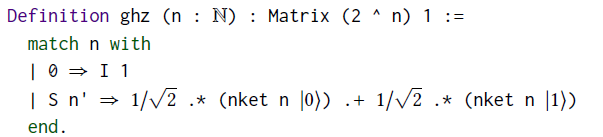 Definition ghz (n : ℕ) : Matrix (2 ^ n) 1 :=
match n with
| 0 ⇒ I 1
| S n' ⇒ 1/√2 .* (nket n |0⟩) .+ 1/√2 .* (nket n |1⟩)
end.